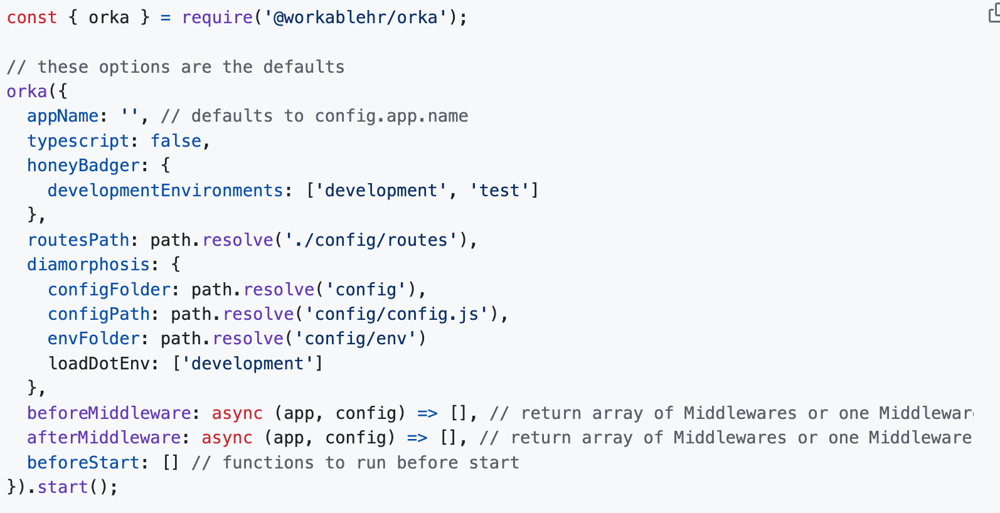 const { orka } = require('@workablehr/orka');
// these options are the defaults
orka({
appName: '', // defaults to config.app.name
typescript: false,
honeyBadger: {
developmentEnvironments: ['development', 'test']
},
routesPath: path.resolve('./config/routes'),
diamorphosis: {
configFolder: path.resolve('config'),
configPath: path.resolve('config/config.js'),
envFolder: path.resolve('config/env')
loadDotEnv: ['development']
},
beforeMiddleware: async (app, config) => [], // return array of Middlewares or one Middlewar
afterMiddleware: async (app, config) => [], // return array of Middlewares or one Middleware
beforeStart: [] // functions to run before start
}).start();